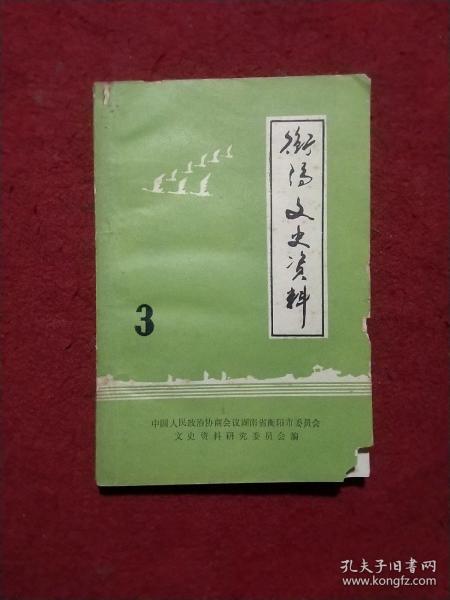 衡阳文史资料
3
中国人民政治协商会议湖南省衡阳市委员会
文史资料研究委员会编
孔夫子旧书网
www.kongfz.com